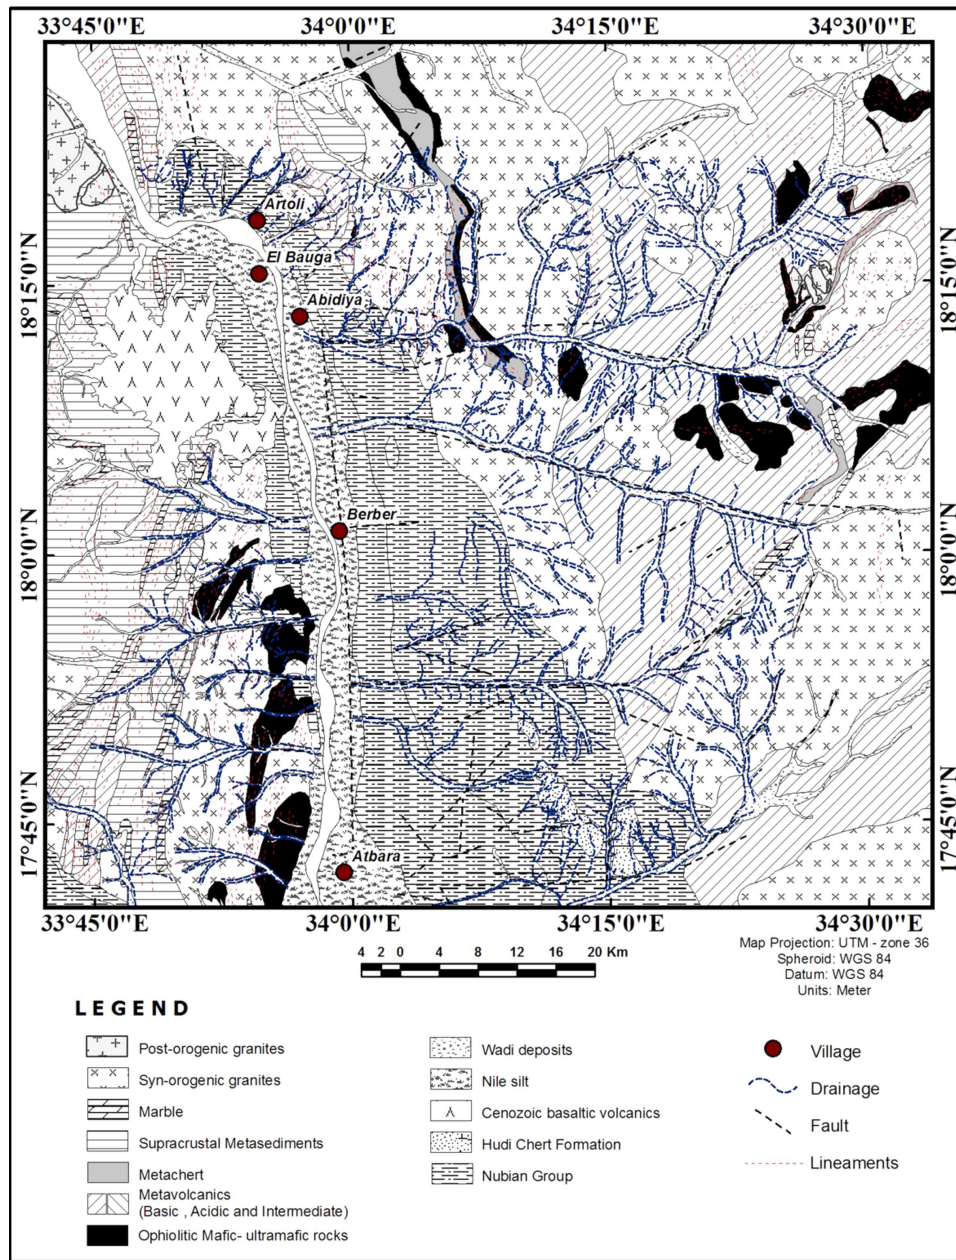 33°45'0"E 34°0'0"E 34°15'0"E 34°30'0"E
Artoli
18°15'0"N
El Bauga
18°15'0"N
Abidiya
Berber
18°0'0"N
18°0'0"N
17°45'0"N
17°45'0"N
Atbara
33°45'0"E 34°0'0"E 34°15'0"E 34°30'0"E
4 2 0 4 8 12 16 20 Km
Map Projection: UTM - zone 36
Spheroid: WGS 84
Datum: WGS 84
Units: Meter
LEGEND
Post-orogenic granites
Syn-orogenic granites
Marble
Supracrustal Metasediments
Metachert
Metavolcanics
(Basic , Acidic and Intermediate)
Ophiolitic Mafic- ultramafic rocks
Wadi deposits
Nile silt
Cenozoic basaltic volcanics
Hudi Chert Formation
Nubian Group
Village
Drainage
Fault
Lineaments